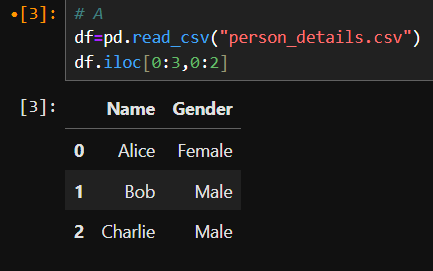 •[3]: # A
df=pd.read_csv("person_details.csv")
df.iloc[0:3,0:2]
[3]:
Name Gender
0 Alice Female
1 Bob Male
2 Charlie Male